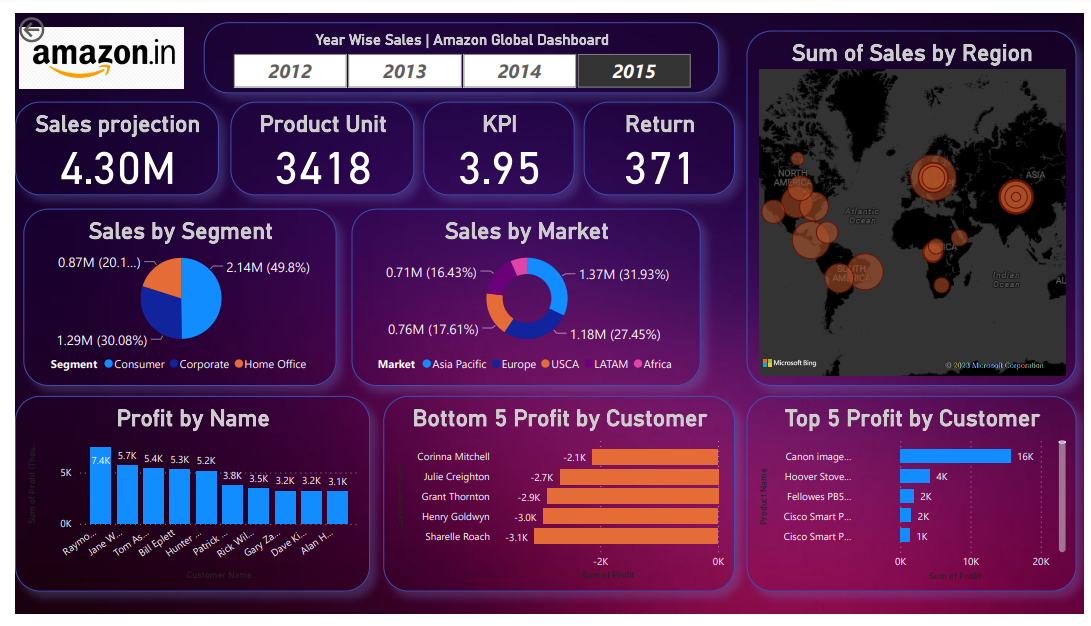 amazon.in
Year Wise Sales | Amazon Global Dashboard
2012 2013 2014 2015
Sales projection
4.30M
Product Unit
3418
KPI
3.95
Return
371
Sum of Sales by Region
NORTH
AMERICA
Atlantic
Ocean
ASIA
AFRICA
SOUTH
AMERICA
Indian
Ocean
AU
Microsoft Bing
© 2023 Microsoft Corporation
Sales by Segment
0.87M (20.1...)
2.14M (49.8%)
1.29M (30.08%)
Segment Consumer Corporate Home Office
Sales by Market
0.71M (16.43%)
1.37M (31.93%)
0.76M (17.61%)
1.18M (27.45%)
Market Asia Pacific Europe USCA LATAM Africa
Profit by Name
Sum of Profit (Thou...
5K
0K
7.4K 5.7K 5.4K 5.3K 5.2K 3.8K 3.5K 3.2K 3.2K 3.1K
Raymo... Jane W... Tom As... Bill Eplett Hunter ... Patrick ... Rick Wil... Gary Za... Dave Ki... Alan H...
Customer Name
Bottom 5 Profit by Customer
Corinna Mitchell -2.1K
Julie Creighton -2.7K
Grant Thornton -2.9K
Henry Goldwyn -3.0K
Sharelle Roach -3.1K
-2K 0K
Sum of Profit
Top 5 Profit by Customer
Product Name
Canon image... 16K
Hoover Stove... 4K
Fellowes PB5... 2K
Cisco Smart P... 2K
Cisco Smart P... 1K
0K 10K 20K
Sum of Profit